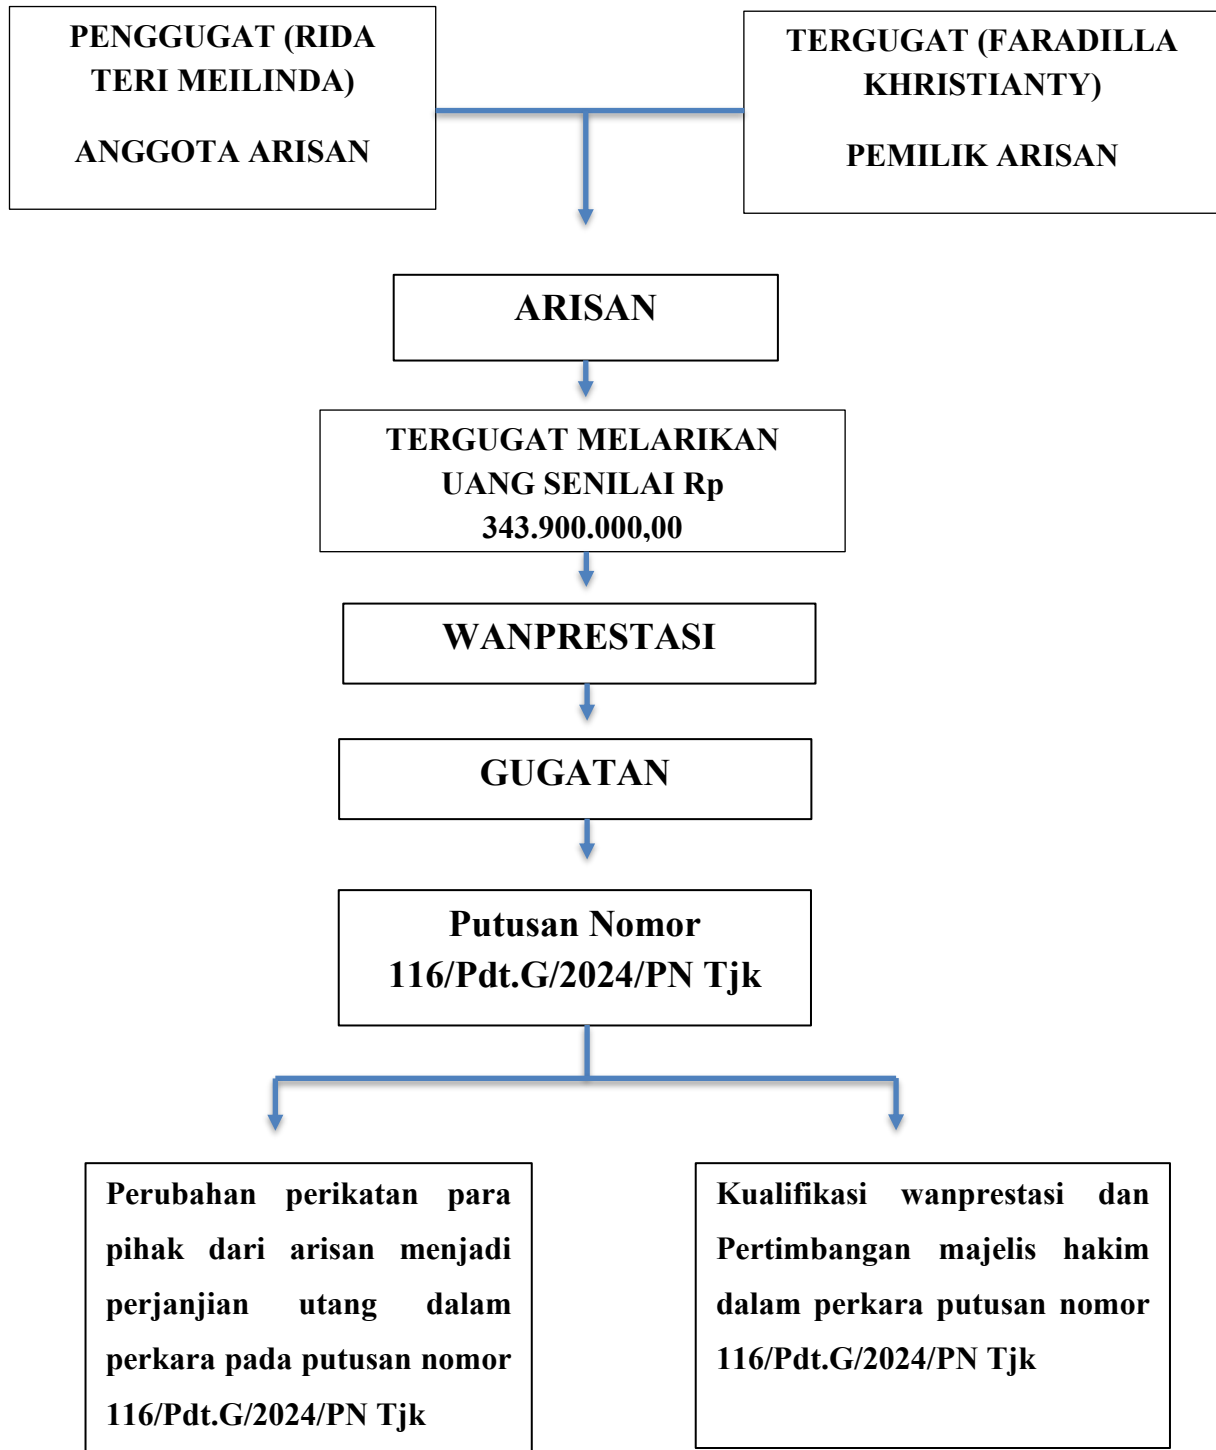 PENGGUGAT (RIDA
TERI MEILINDA)
ANGGOTA ARISAN
TERGUGAT (FARADILLA
KHRISTIANTY)
PEMILIK ARISAN
ARISAN
TERGUGAT MELARIKAN
UANG SENILAI Rp
343.900.000,00
WANPRESTASI
GUGATAN
Putusan Nomor
116/Pdt.G/2024/PN Tjk
Perubahan perikatan para
pihak dari arisan menjadi
perjanjian utang dalam
perkara pada putusan nomor
116/Pdt.G/2024/PN Tjk
Kualifikasi wanprestasi dan
Pertimbangan majelis hakim
dalam perkara putusan nomor
116/Pdt.G/2024/PN Tjk